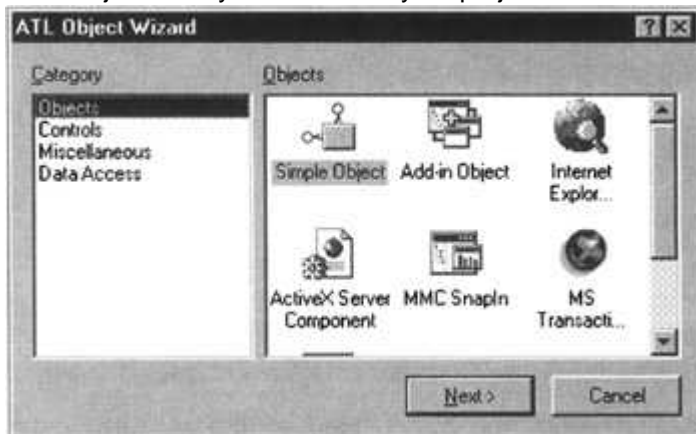 ATL Object Wizard
Category
Objects
Controls
Miscellaneous
Data Access
Objects
Simple Object
Add-in Object
Internet
Explor...
ActiveX Server
Component
MMC SnapIn
MS
Transacti...
Next >
Cancel